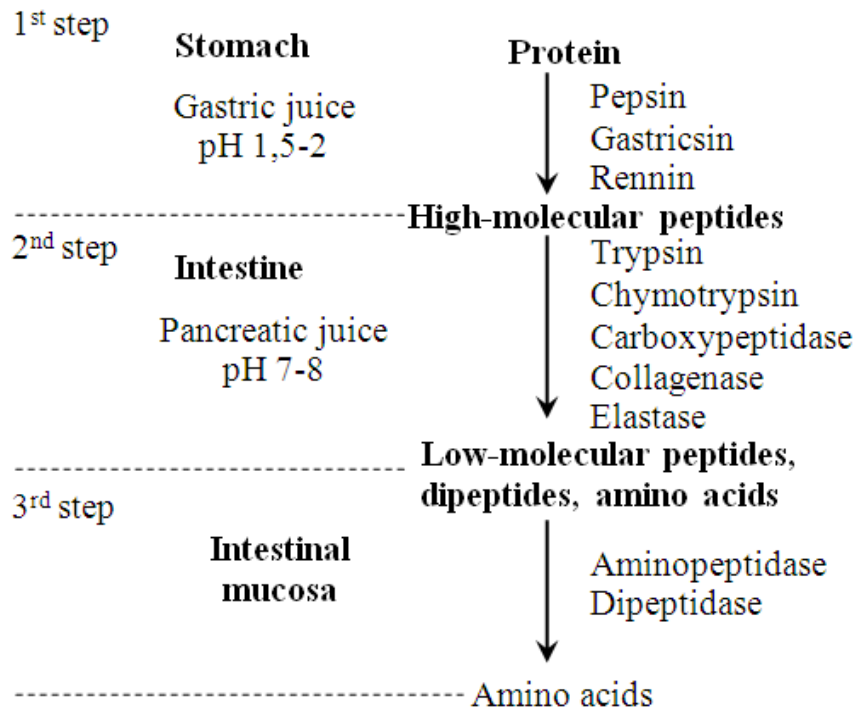 1st step
Stomach
Protein
Gastric juice
pH 1,5-2
Pepsin
Gastricsin
Rennin
High-molecular peptides
2nd step
Intestine
Pancreatic juice
pH 7-8
Trypsin
Chymotrypsin
Carboxypeptidase
Collagenase
Elastase
Low-molecular peptides,
dipeptides, amino acids
3rd step
Intestinal
mucosa
Aminopeptidase
Dipeptidase
Amino acids